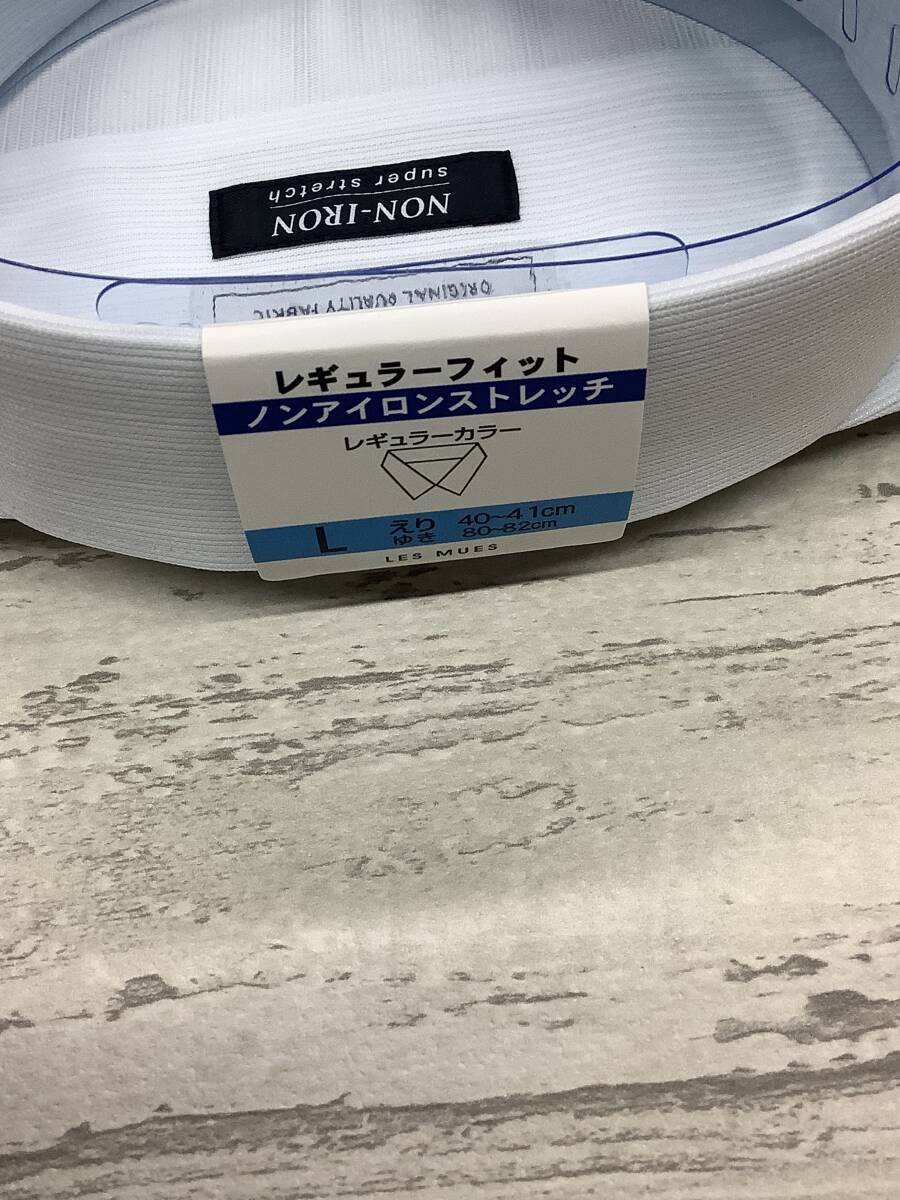 NON-IRON
super stretch
ORIGINAL QUALITY FABRIC
レギュラーフィット
ノンアイロンストレッチ
レギュラーカラー
L えり 40~41cm
ゆき 80~82cm
LES MUES